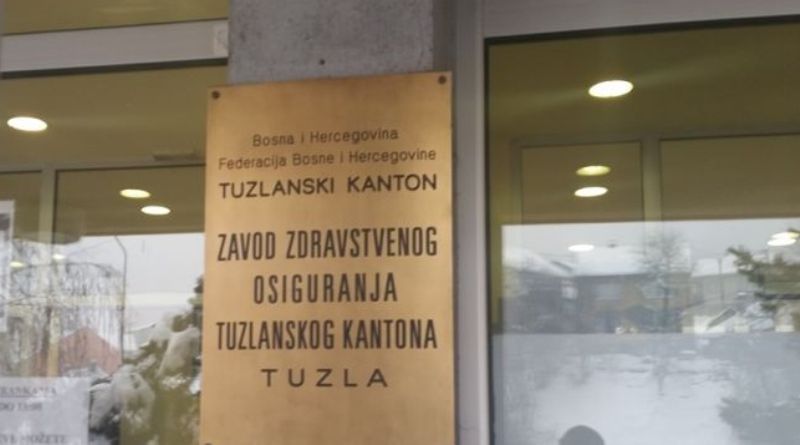 Bosna i Hercegovina
Federacija Bosne i Hercegovine
TUZLANSKI KANTON
ZAVOD ZDRAVSTVENOG
OSIGURANJA
TUZLANSKOG KANTONA
TUZLA